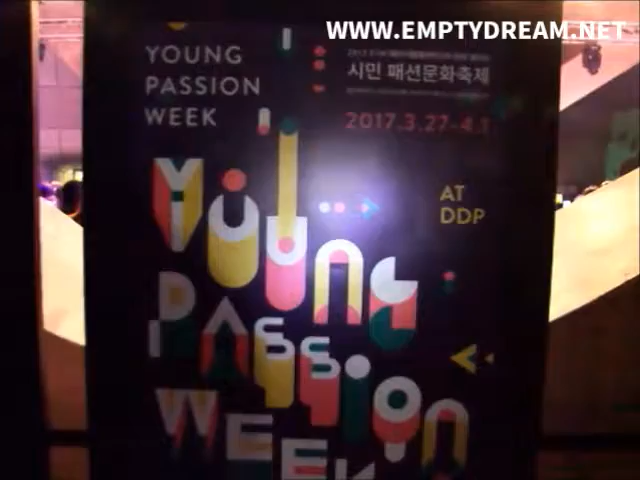 WWW.EMPTYDREAM.NET
YOUNG
PASSION
WEEK
시민 패션문화축제
2017.3.27-4.1
AT
DDP
YOUNG
PASSION
WEEK